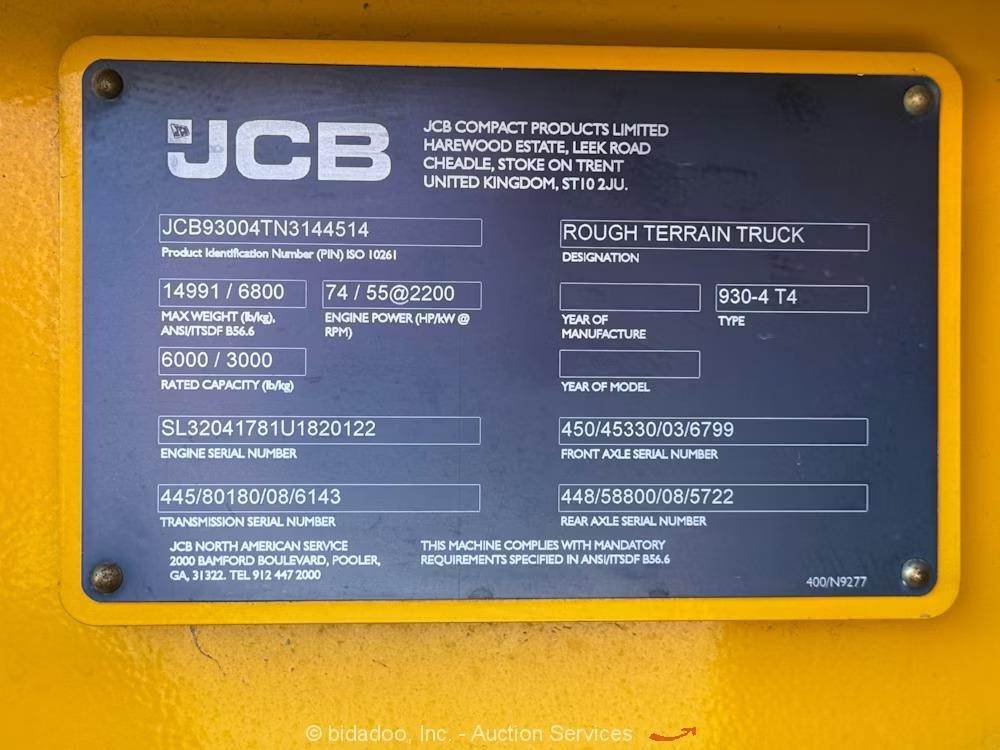 JCB
JCB COMPACT PRODUCTS LIMITED
HAREWOOD ESTATE, LEEK ROAD
CHEADLE, STOKE ON TRENT
UNITED KINGDOM, ST10 2JU.
JCB93004TN3144514
Product Identification Number (PIN) ISO 10261
ROUGH TERRAIN TRUCK
DESIGNATION
14991 / 6800
MAX WEIGHT (lb/kg),
ANSI/ITSDF B56.6
74 / 55@2200
ENGINE POWER (HP/kW @
RPM)
YEAR OF
MANUFACTURE
930-4 T4
TYPE
6000 / 3000
RATED CAPACITY (lb/kg)
YEAR OF MODEL
SL32041781U1820122
ENGINE SERIAL NUMBER
450/45330/03/6799
FRONT AXLE SERIAL NUMBER
445/80180/08/6143
TRANSMISSION SERIAL NUMBER
448/58800/08/5722
REAR AXLE SERIAL NUMBER
JCB NORTH AMERICAN SERVICE
2000 BAMFORD BOULEVARD, POOLER,
GA, 31322. TEL 912 447 2000
THIS MACHINE COMPLIES WITH MANDATORY
REQUIREMENTS SPECIFIED IN ANSI/ITSDF B56.6
400/N9277
© bidadoo, Inc. - Auction Services